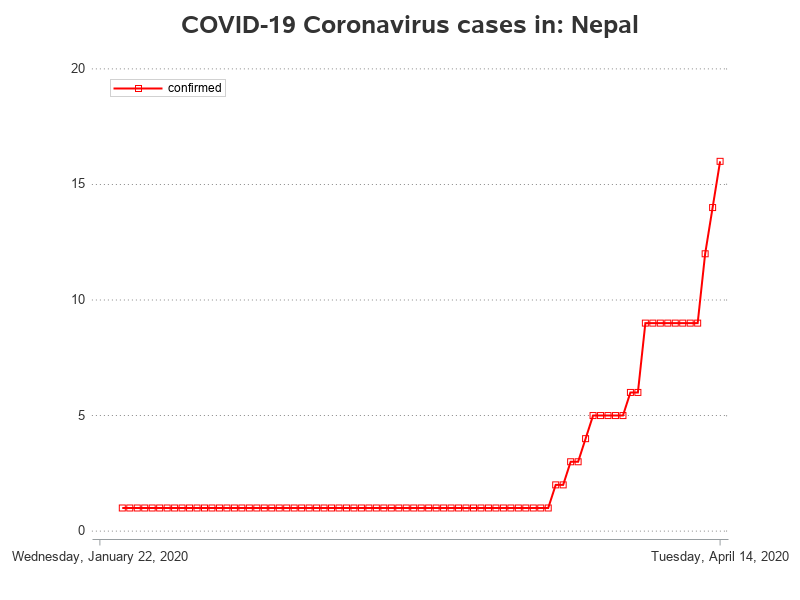 COVID-19 Coronavirus cases in: Nepal
20
confirmed
15
10
5
0
Wednesday, January 22, 2020
Tuesday, April 14, 2020